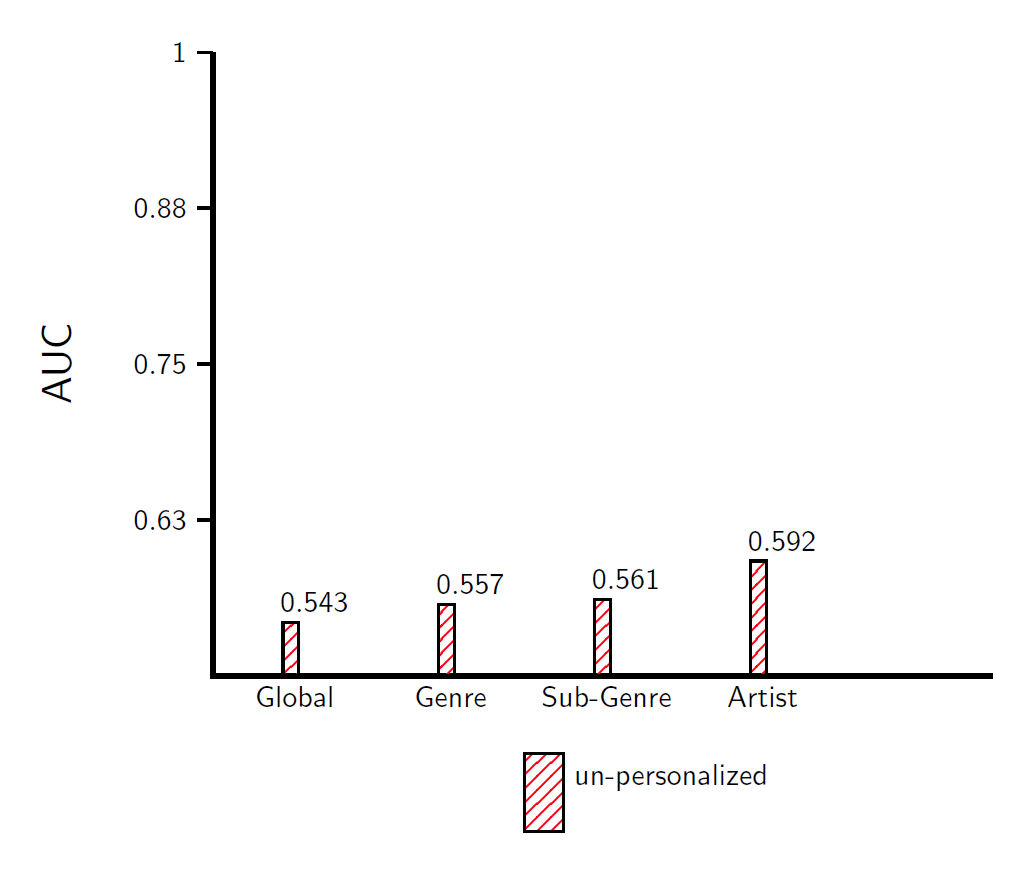 1
0.88
AUC
0.75
0.63
0.543
0.557
0.561
0.592
Global
Genre
Sub-Genre
Artist
un-personalized